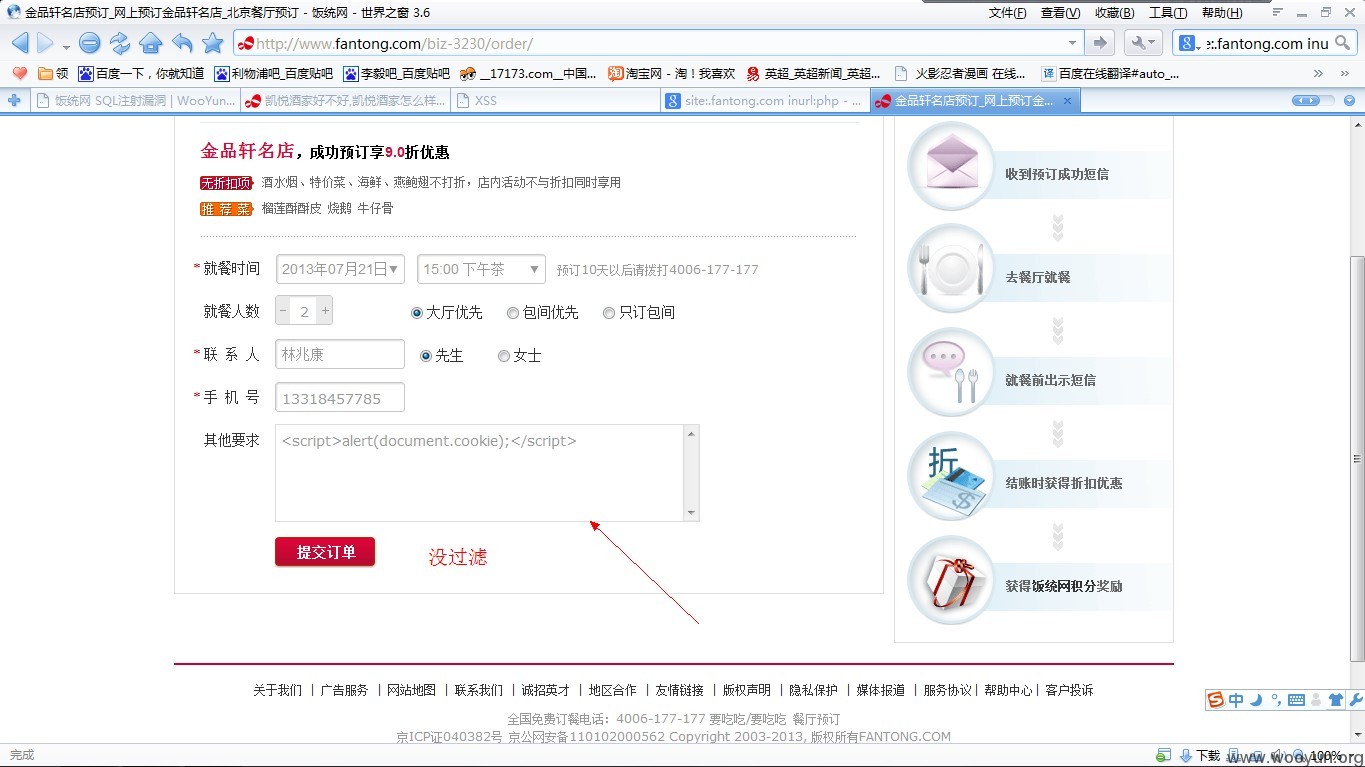 金品轩名店预订_网上预订金品轩名店_北京餐厅预订 - 饭统网 - 世界之窗 3.6
文件(F) 查看(V) 收藏(B) 工具(T) 帮助(H)
http://www.fantong.com/biz-3230/order/
:.fantong.com inu
领 百度一下，你就知道 利物浦吧_百度贴吧 李毅吧_百度贴吧 __17173.com__中国... 淘宝网 - 淘！我喜欢 英超_英超新闻_英超... 火影忍者漫画 在线... 百度在线翻译#auto_...
饭统网 SQL注射漏洞 | WooYun... 凯悦酒家好不好,凯悦酒家怎么样... XSS site:.fantong.com inurl:php - ... 金品轩名店预订_网上预订金...
金品轩名店，成功预订享9.0折优惠
无折扣项 酒水烟、特价菜、海鲜、燕鲍翅不打折，店内活动不与折扣同时享用
推荐菜 榴莲酥酥皮 烧鹅 牛仔骨
*就餐时间 2013年07月21日 15:00 下午茶 预订10天以后请拨打4006-177-177
就餐人数 - 2 + 大厅优先 包间优先 只订包间
*联 系 人 林兆康 先生 女士
*手 机 号 13318457785
其他要求 <script>alert(document.cookie);</script>
提交订单 没过滤
收到预订成功短信
去餐厅就餐
就餐前出示短信
折
结账时获得折扣优惠
获得饭统网积分奖励
关于我们 | 广告服务 | 网站地图 | 联系我们 | 诚招英才 | 地区合作 | 友情链接 | 版权声明 | 隐私保护 | 媒体报道 | 服务协议 | 帮助中心 | 客户投诉
全国免费订餐电话：4006-177-177 要吃吃/要吃吃 餐厅预订
京ICP证040382号 京公网安备110102000562 Copyright 2003-2013, 版权所有FANTONG.COM
中
完成 下载 100%
www.wooyun.org